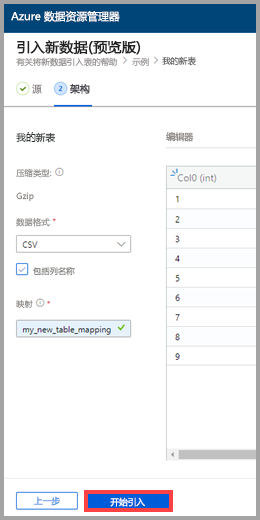 Azure 数据资源管理器
引入新数据(预览版)
有关将新数据引入表的帮助 > 示例 > 我的新表
源 2 架构
我的新表
编辑器
压缩类型:
Gzip
Col0 (int)
数据格式 *
CSV
包括列名称
映射 *
my_new_table_mapping
1
2
3
4
5
6
7
8
9
上一步
开始引入